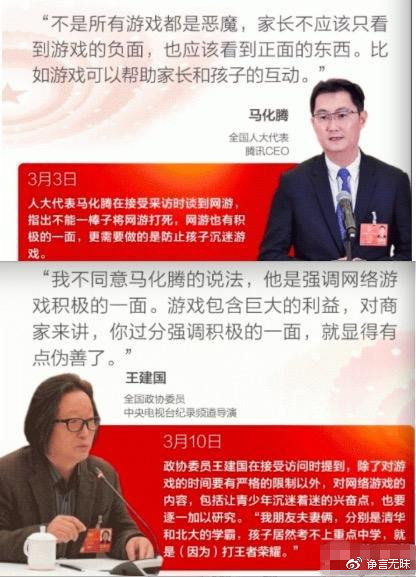 “不是所有游戏都是恶魔，家长不应该只看
到游戏的负面，也应该看到正面的东西。比
如游戏可以帮助家长和孩子的互动。”
马化腾
全国人大代表
腾讯CEO
3月3日
人大代表马化腾在接受采访时谈到网游，
指出不能一棒子将网游打死，网游也有积
极的一面，更需要做的是防止孩子沉迷游
戏。
“我不同意马化腾的说法，他是强调网络游
戏积极的一面。游戏包含巨大的利益，对商
家来讲，你过分强调积极的一面，就显得有
点伪善了。”
王建国
全国政协委员
中央电视台纪录频道导演
3月10日
政协委员王建国在接受访问时提到，除了对游
戏的时间要有严格的限制以外，对网络游戏的
内容，包括让青少年沉迷着迷的兴奋点，也要
逐一加以研究。“我朋友夫妻俩，分别是清华
和北大的学霸，孩子居然考不上重点中学，就
是（因为）打王者荣耀。”
诤言无昧